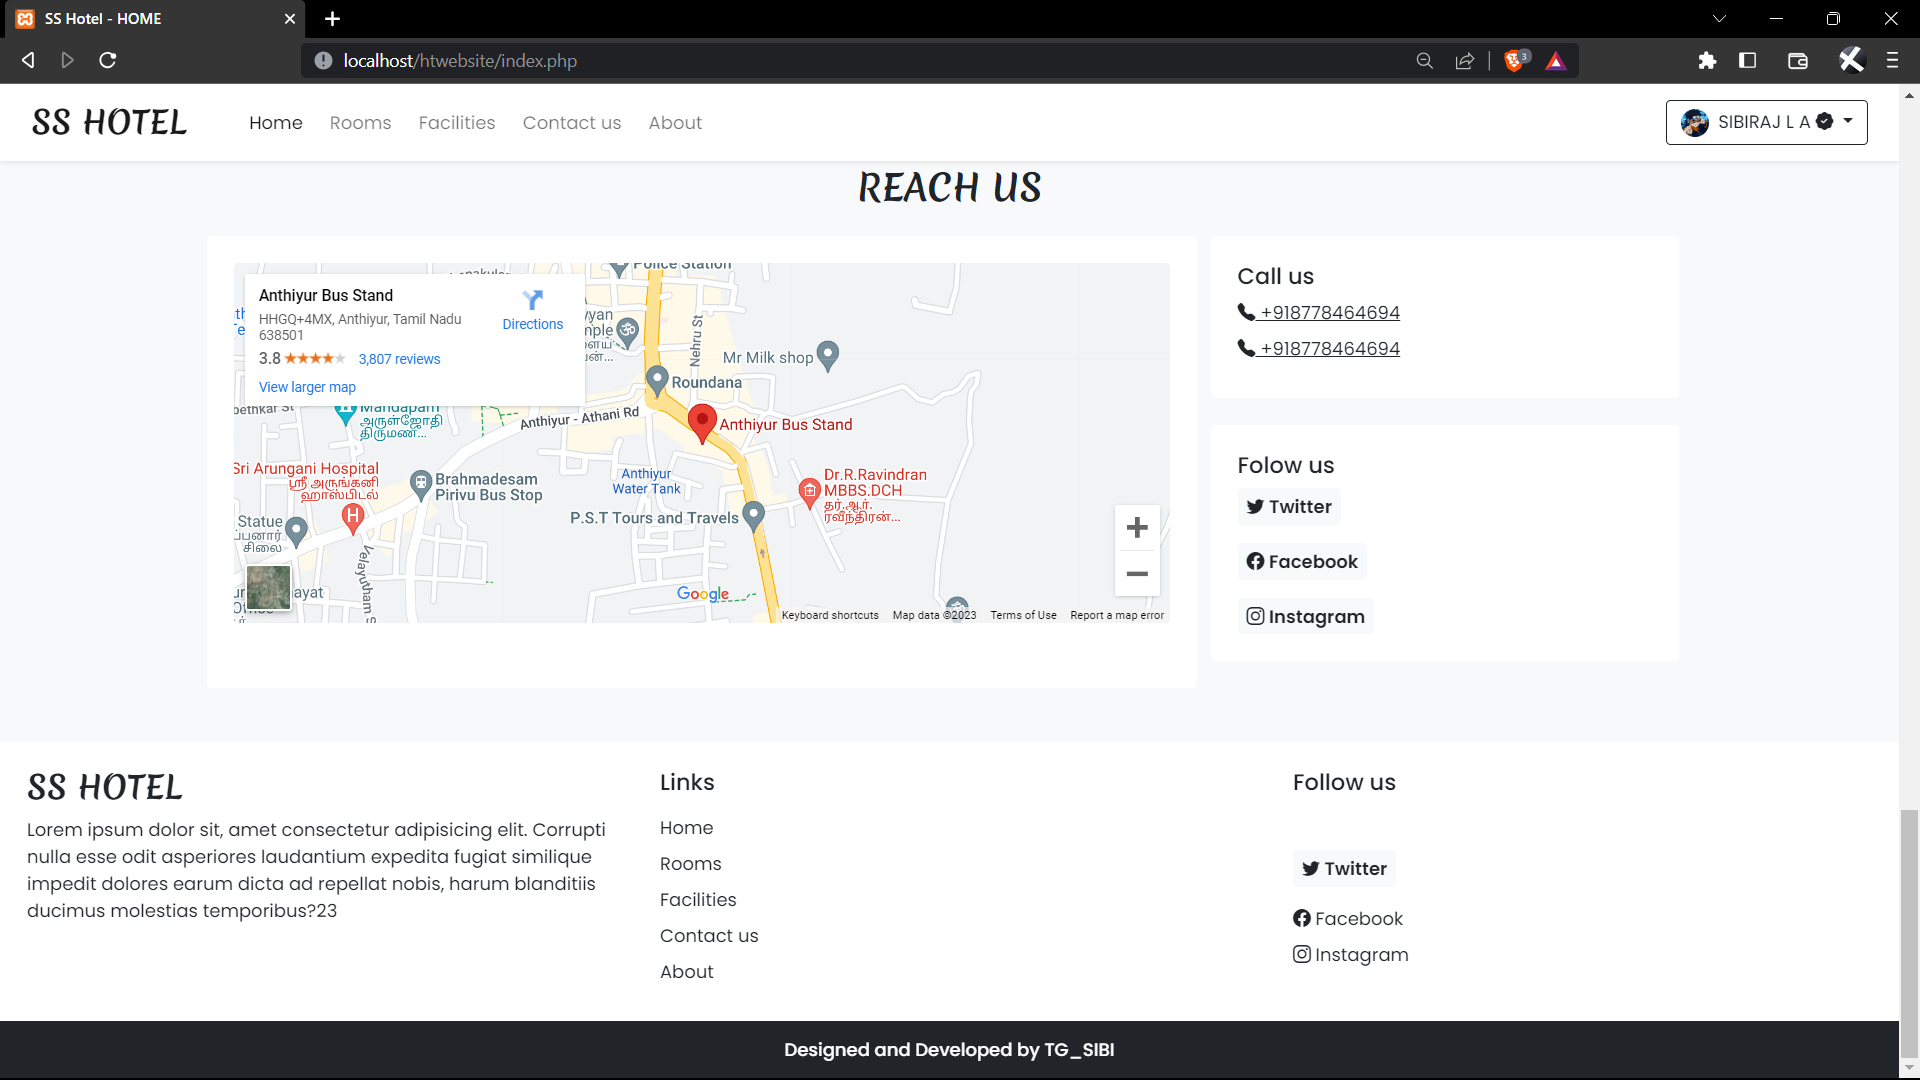 SS Hotel - HOME
localhost/htwebsite/index.php
3
SS HOTEL
Home
Rooms
Facilities
Contact us
About
SIBIRAJ L A
REACH US
Anthiyur Bus Stand
HHGQ+4MX, Anthiyur, Tamil Nadu
638501
3.8
3,807 reviews
View larger map
Directions
Police Station
Nehru St
Mr Milk shop
Roundana
Anthiyur - Athani Rd
Anthiyur Bus Stand
Mandapam
அருள்ஜோதி
திருமண...
Sri Arungani Hospital
ஸ்ரீ அருங்கனி
ஹாஸ்பிடல்
Brahmadesam
Pirivu Bus Stop
Anthiyur
Water Tank
Dr.R.Ravindran
MBBS.DCH
தர்.ஆர்.
ரவீந்திரன்...
P.S.T Tours and Travels
Statue
சிலை
H
Google
Keyboard shortcuts
Map data ©2023
Terms of Use
Report a map error
Call us
+918778464694
+918778464694
Folow us
Twitter
Facebook
Instagram
SS HOTEL
Lorem ipsum dolor sit, amet consectetur adipisicing elit. Corrupti
nulla esse odit asperiores laudantium expedita fugiat similique
impedit dolores earum dicta ad repellat nobis, harum blanditiis
ducimus molestias temporibus?23
Links
Home
Rooms
Facilities
Contact us
About
Follow us
Twitter
Facebook
Instagram
Designed and Developed by TG_SIBI